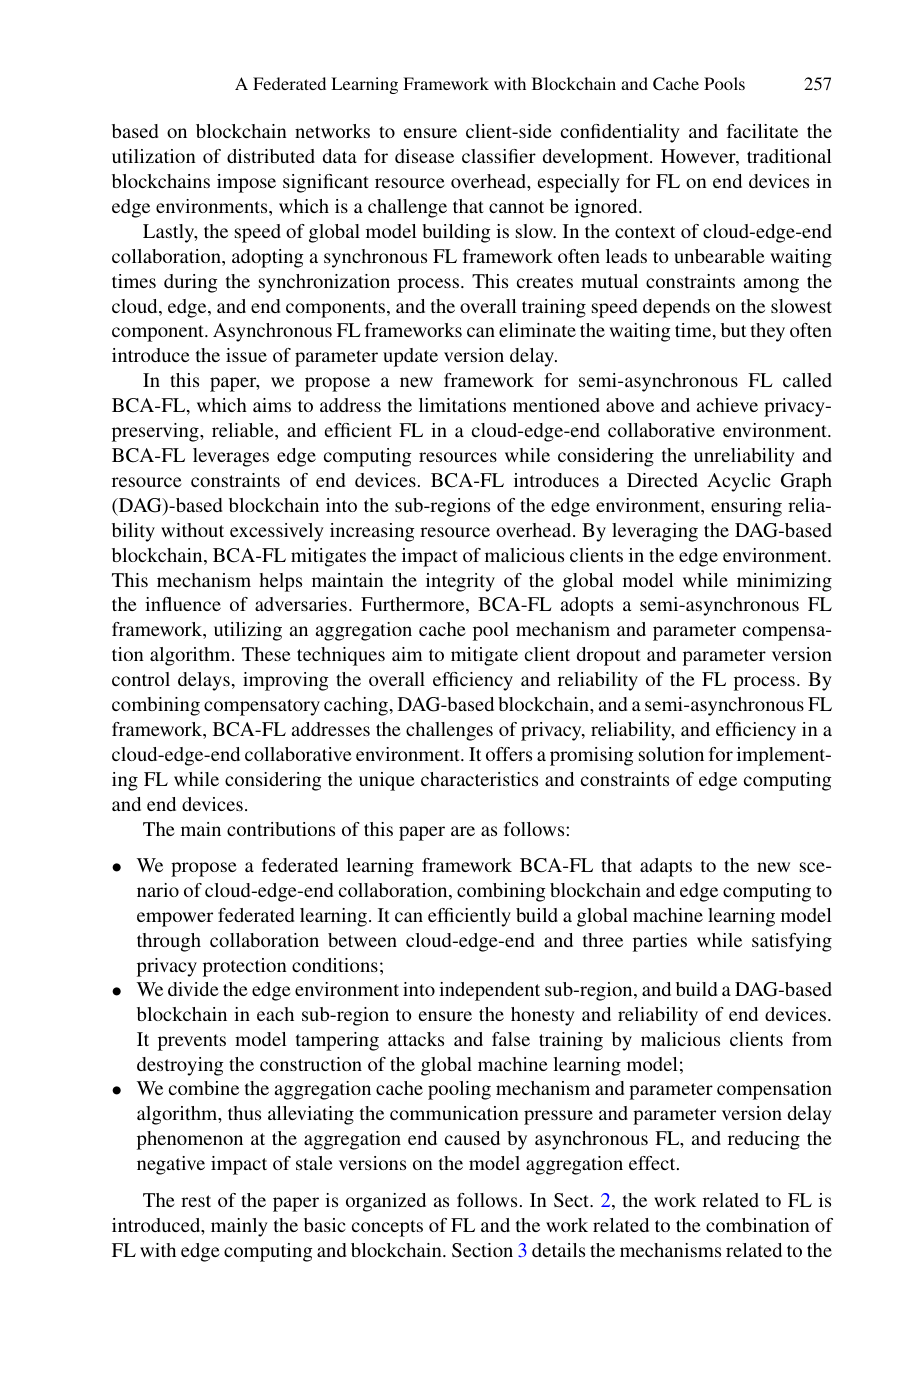 A Federated Learning Framework with Blockchain and Cache Pools 257
based on blockchain networks to ensure client-side confidentiality and facilitate the
utilization of distributed data for disease classifier development. However, traditional
blockchains impose significant resource overhead, especially for FL on end devices in
edge environments, which is a challenge that cannot be ignored.
Lastly, the speed of global model building is slow. In the context of cloud-edge-end
collaboration, adopting a synchronous FL framework often leads to unbearable waiting
times during the synchronization process. This creates mutual constraints among the
cloud, edge, and end components, and the overall training speed depends on the slowest
component. Asynchronous FL frameworks can eliminate the waiting time, but they often
introduce the issue of parameter update version delay.
In this paper, we propose a new framework for semi-asynchronous FL called
BCA-FL, which aims to address the limitations mentioned above and achieve privacy-
preserving, reliable, and efficient FL in a cloud-edge-end collaborative environment.
BCA-FL leverages edge computing resources while considering the unreliability and
resource constraints of end devices. BCA-FL introduces a Directed Acyclic Graph
(DAG)-based blockchain into the sub-regions of the edge environment, ensuring relia-
bility without excessively increasing resource overhead. By leveraging the DAG-based
blockchain, BCA-FL mitigates the impact of malicious clients in the edge environment.
This mechanism helps maintain the integrity of the global model while minimizing
the influence of adversaries. Furthermore, BCA-FL adopts a semi-asynchronous FL
framework, utilizing an aggregation cache pool mechanism and parameter compensa-
tion algorithm. These techniques aim to mitigate client dropout and parameter version
control delays, improving the overall efficiency and reliability of the FL process. By
combining compensatory caching, DAG-based blockchain, and a semi-asynchronous FL
framework, BCA-FL addresses the challenges of privacy, reliability, and efficiency in a
cloud-edge-end collaborative environment. It offers a promising solution for implement-
ing FL while considering the unique characteristics and constraints of edge computing
and end devices.
The main contributions of this paper are as follows:
• We propose a federated learning framework BCA-FL that adapts to the new sce-
nario of cloud-edge-end collaboration, combining blockchain and edge computing to
empower federated learning. It can efficiently build a global machine learning model
through collaboration between cloud-edge-end and three parties while satisfying
privacy protection conditions;
• We divide the edge environment into independent sub-region, and build a DAG-based
blockchain in each sub-region to ensure the honesty and reliability of end devices.
It prevents model tampering attacks and false training by malicious clients from
destroying the construction of the global machine learning model;
• We combine the aggregation cache pooling mechanism and parameter compensation
algorithm, thus alleviating the communication pressure and parameter version delay
phenomenon at the aggregation end caused by asynchronous FL, and reducing the
negative impact of stale versions on the model aggregation effect.
The rest of the paper is organized as follows. In Sect. 2, the work related to FL is
introduced, mainly the basic concepts of FL and the work related to the combination of
FL with edge computing and blockchain. Section 3 details the mechanisms related to the